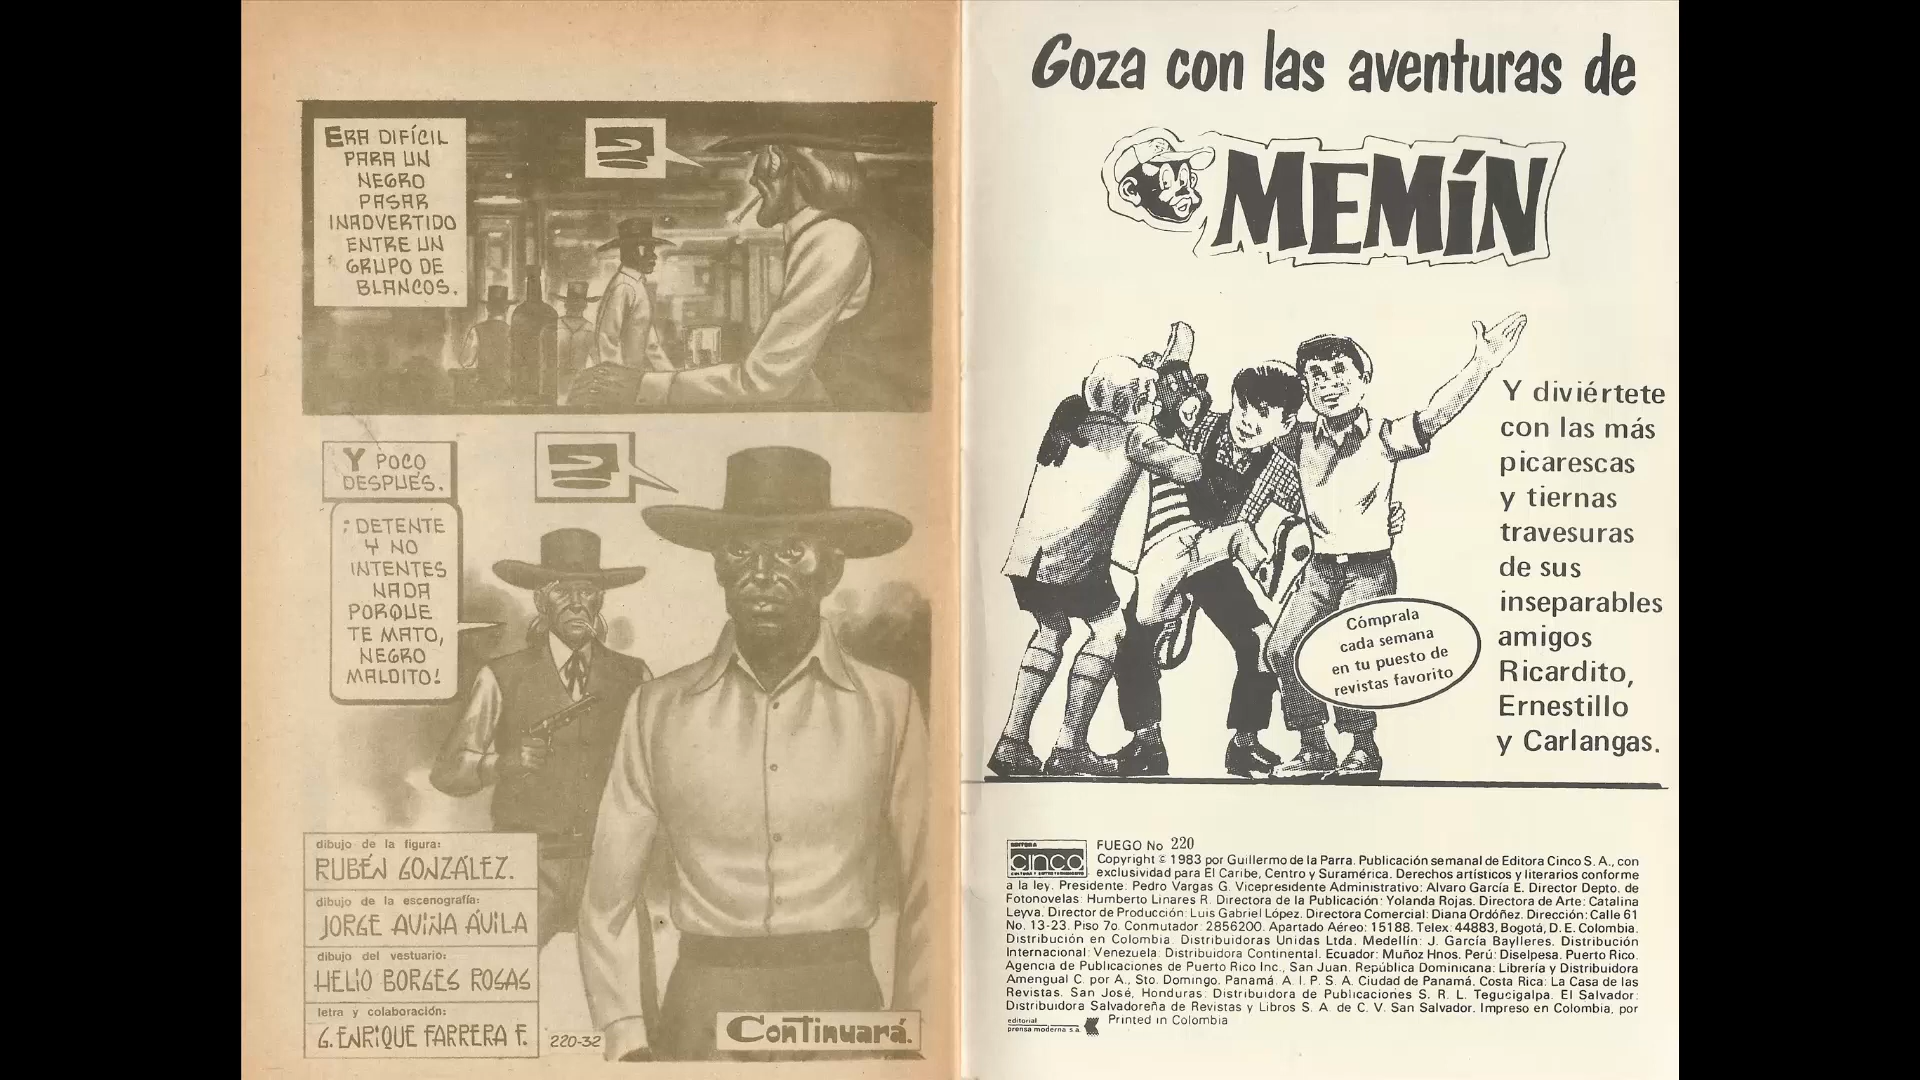 ERA DIFÍCIL
PARA UN
NEGRO
PASAR
INADVERTIDO
ENTRE UN
GRUPO DE
BLANCOS.
?
Y POCO
DESPUÉS.
?
¡DETENTE
Y NO
INTENTES
NADA
PORQUE
TE MATO,
NEGRO
MALDITO!
dibujo de la figura:
RUBÉN GONZÁLEZ.
dibujo de la escenografía:
JORGE AVIÑA ÁVILA
dibujo del vestuario:
HELIO BORGES ROSAS
letra y colaboración:
G. ENRIQUE FARRERA F.
220-32
Continuará.
Goza con las aventuras de
MEMÍN
Y diviértete
con las más
picarescas
y tiernas
travesuras
de sus
inseparables
amigos
Ricardito,
Ernestillo
y Carlangas.
Cómprala
cada semana
en tu puesto de
revistas favorito
EDITORA
CINCO
FUEGO No 220
Copyright © 1983 por Guillermo de la Parra. Publicación semanal de Editora Cinco S. A., con
exclusividad para El Caribe, Centro y Suramérica. Derechos artísticos y literarios conforme
a la ley. Presidente: Pedro Vargas G. Vicepresidente Administrativo: Alvaro García E. Director Depto. de
Fotonovelas: Humberto Linares R. Directora de la Publicación: Yolanda Rojas. Directora de Arte: Catalina
Leyva. Director de Producción: Luis Gabriel López. Directora Comercial: Diana Ordóñez. Dirección: Calle 61
No. 13-23. Piso 7o. Conmutador: 2856200. Apartado Aéreo: 15188. Telex: 44883, Bogotá, D. E. Colombia.
Distribución en Colombia: Distribuidoras Unidas Ltda. Medellín: J. García Baylleres. Distribución
Internacional: Venezuela: Distribuidora Continental. Ecuador: Muñoz Hnos. Perú: Diselpesa. Puerto Rico.
Agencia de Publicaciones de Puerto Rico Inc., San Juan. República Dominicana: Librería y Distribuidora
Amengual C. por A., Sto. Domingo. Panamá. A. I. P. S. A. Ciudad de Panamá. Costa Rica: La Casa de las
Revistas. San José, Honduras: Distribuidora de Publicaciones S. R. L. Tegucigalpa. El Salvador:
Distribuidora Salvadoreña de Revistas y Libros S. A. de C. V. San Salvador. Impreso en Colombia, por
editorial
prensa moderna s.a.
Printed in Colombia